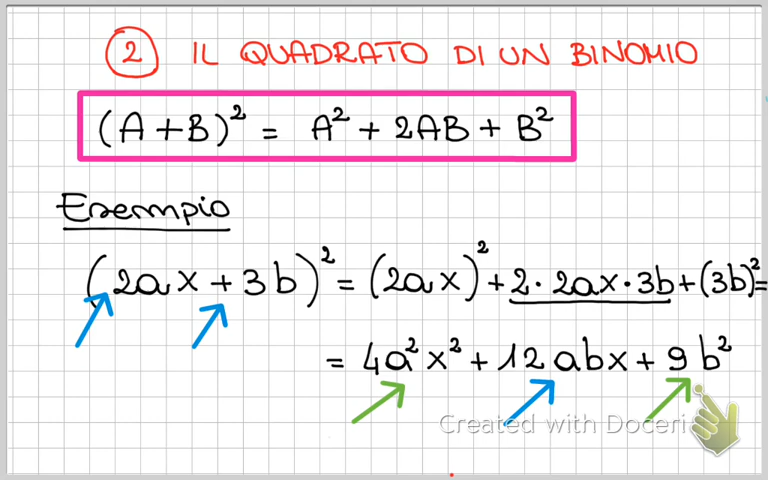 2 IL QUADRATO DI UN BINOMIO
(A+B)² = A² + 2AB + B²
Esempio
(2ax + 3b)² = (2ax)² + 2·2ax·3b + (3b)² =
= 4a²x² + 12abx + 9b²
Created with Doceri